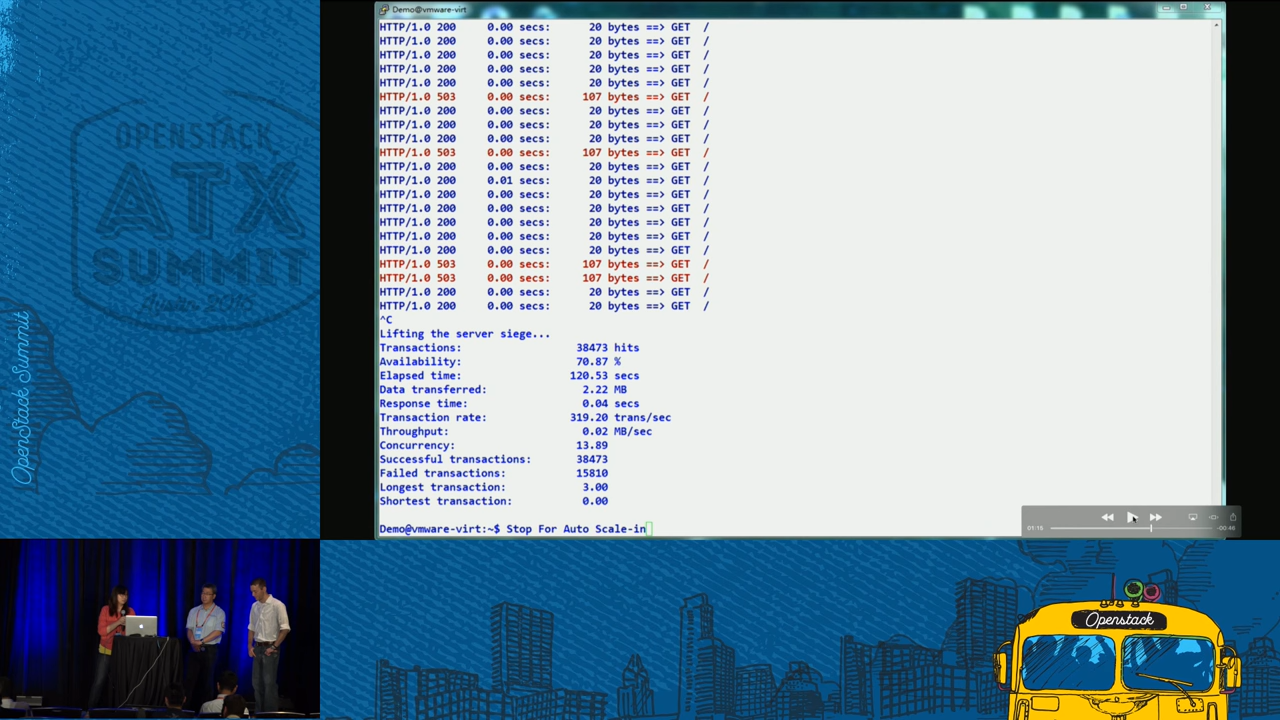 Demo@vmware-virt
HTTP/1.0 200 0.00 secs: 20 bytes ==> GET /
HTTP/1.0 200 0.00 secs: 20 bytes ==> GET /
HTTP/1.0 200 0.00 secs: 20 bytes ==> GET /
HTTP/1.0 200 0.00 secs: 20 bytes ==> GET /
HTTP/1.0 200 0.00 secs: 20 bytes ==> GET /
HTTP/1.0 503 0.00 secs: 107 bytes ==> GET /
HTTP/1.0 200 0.00 secs: 20 bytes ==> GET /
HTTP/1.0 200 0.00 secs: 20 bytes ==> GET /
HTTP/1.0 200 0.00 secs: 20 bytes ==> GET /
HTTP/1.0 503 0.00 secs: 107 bytes ==> GET /
HTTP/1.0 200 0.00 secs: 20 bytes ==> GET /
HTTP/1.0 200 0.01 secs: 20 bytes ==> GET /
HTTP/1.0 200 0.00 secs: 20 bytes ==> GET /
HTTP/1.0 200 0.00 secs: 20 bytes ==> GET /
HTTP/1.0 200 0.00 secs: 20 bytes ==> GET /
HTTP/1.0 200 0.00 secs: 20 bytes ==> GET /
HTTP/1.0 200 0.00 secs: 20 bytes ==> GET /
HTTP/1.0 503 0.00 secs: 107 bytes ==> GET /
HTTP/1.0 503 0.00 secs: 107 bytes ==> GET /
HTTP/1.0 200 0.00 secs: 20 bytes ==> GET /
HTTP/1.0 200 0.00 secs: 20 bytes ==> GET /
^C
Lifting the server siege...
Transactions: 38473 hits
Availability: 70.87 %
Elapsed time: 120.53 secs
Data transferred: 2.22 MB
Response time: 0.04 secs
Transaction rate: 319.20 trans/sec
Throughput: 0.02 MB/sec
Concurrency: 13.89
Successful transactions: 38473
Failed transactions: 15810
Longest transaction: 3.00
Shortest transaction: 0.00
Demo@vmware-virt:~$ Stop For Auto Scale-in
01:15
-00:46
OPENSTACK
ATX
SUMMIT
OpenStack Summit
Openstack